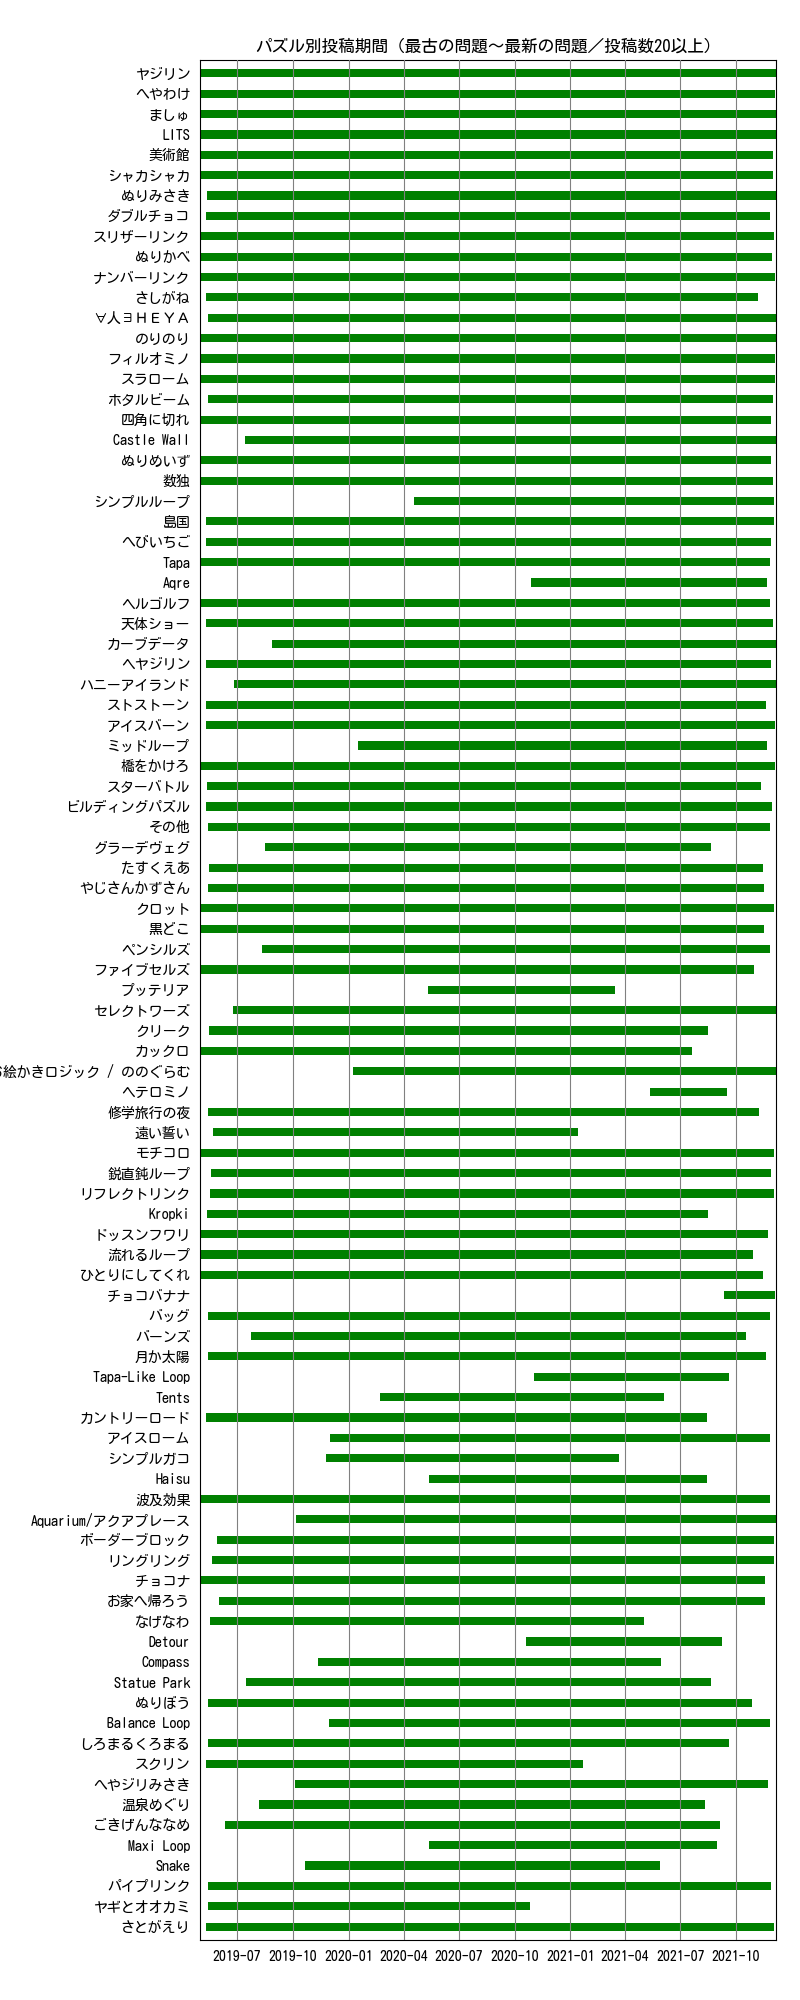 パズル別投稿期間（最古の問題～最新の問題／投稿数20以上）
ヤジリン
へやわけ
ましゅ
LITS
美術館
シャカシャカ
ぬりみさき
ダブルチョコ
スリザーリンク
ぬりかべ
ナンバーリンク
さしがね
∀人∃ＨＥＹＡ
のりのり
フィルオミノ
スラローム
ホタルビーム
四角に切れ
Castle Wall
ぬりめいず
数独
シンプルループ
島国
へびいちご
Tapa
Aqre
ヘルゴルフ
天体ショー
カーブデータ
ヘヤジリン
ハニーアイランド
ストストーン
アイスバーン
ミッドループ
橋をかけろ
スターバトル
ビルディングパズル
その他
グラーデヴェグ
たすくえあ
やじさんかずさん
クロット
黒どこ
ペンシルズ
ファイブセルズ
プッテリア
セレクトワーズ
クリーク
カックロ
絵かきロジック / ののぐらむ
ヘテロミノ
修学旅行の夜
遠い誓い
モチコロ
鋭直鈍ループ
リフレクトリンク
Kropki
ドッスンフワリ
流れるループ
ひとりにしてくれ
チョコバナナ
バッグ
バーンズ
月か太陽
Tapa-Like Loop
Tents
カントリーロード
アイスローム
シンプルガコ
Haisu
波及効果
Aquarium/アクアプレース
ボーダーブロック
リングリング
チョコナ
お家へ帰ろう
なげなわ
Detour
Compass
Statue Park
ぬりぼう
Balance Loop
しろまるくろまる
スクリン
へやジリみさき
温泉めぐり
ごきげんななめ
Maxi Loop
Snake
パイプリンク
ヤギとオオカミ
さとがえり
2019-07 2019-10 2020-01 2020-04 2020-07 2020-10 2021-01 2021-04 2021-07 2021-10